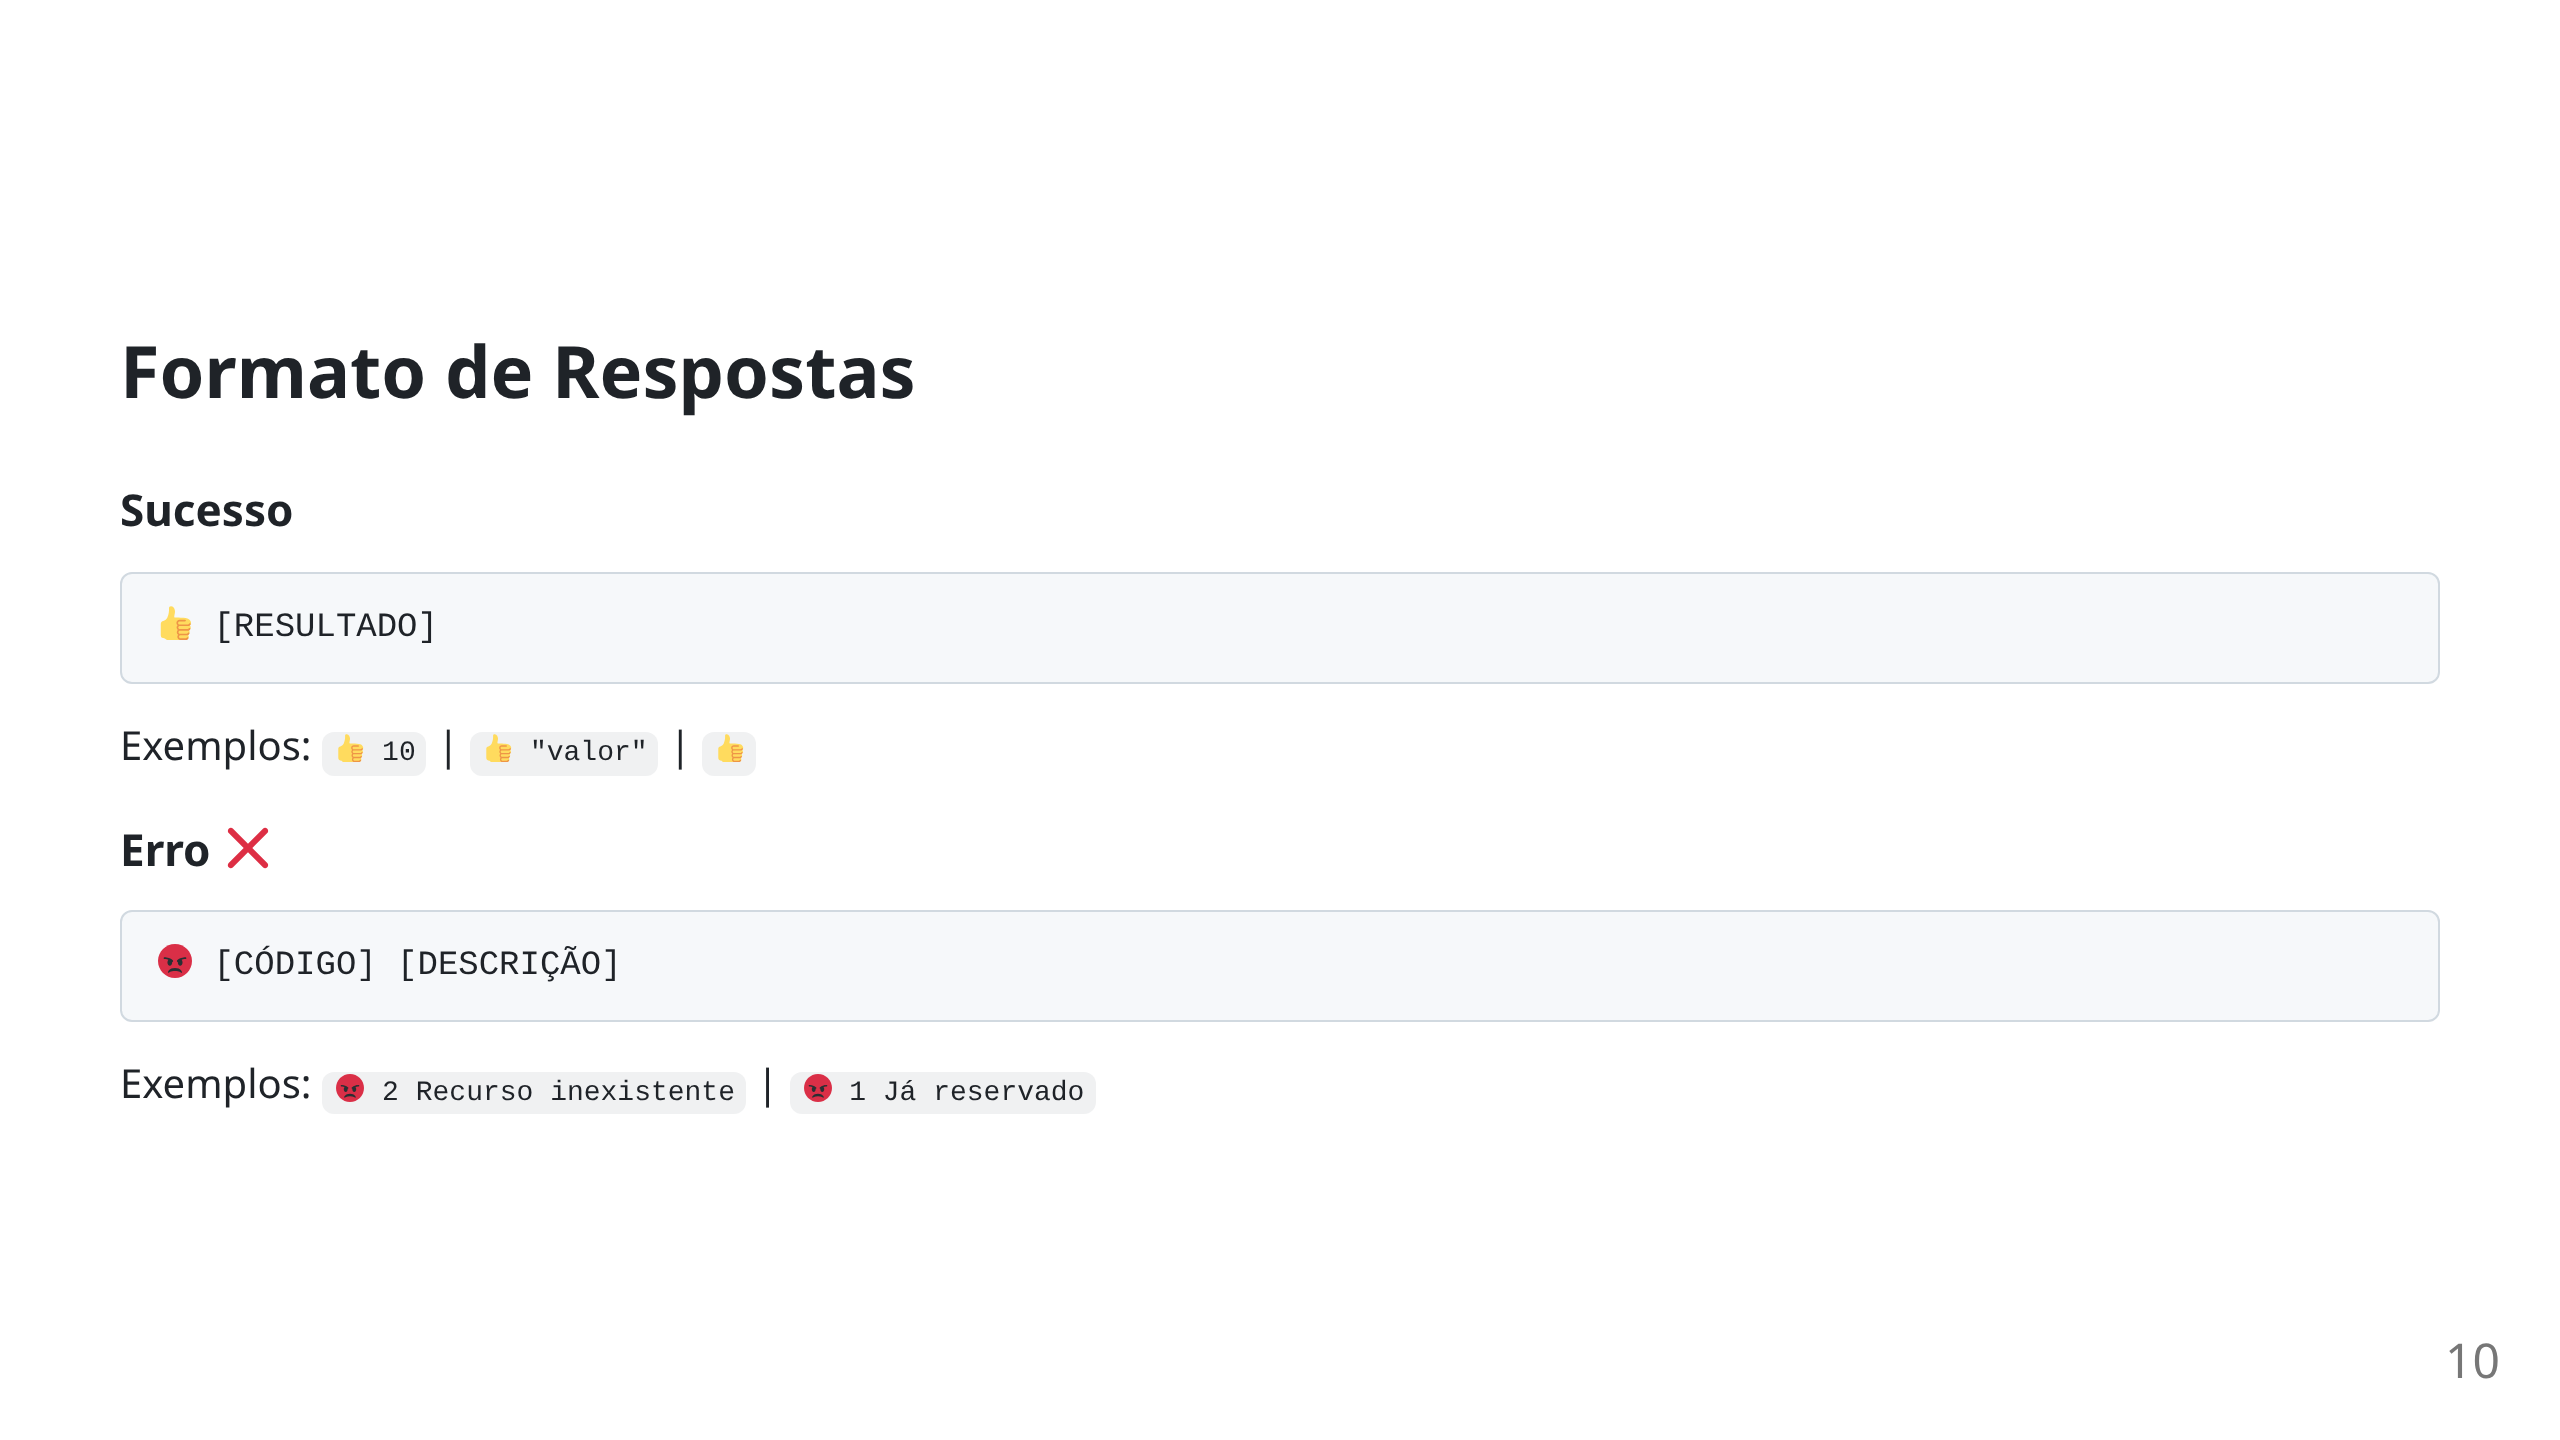 Formato de Respostas
Sucesso
👍 [RESULTADO]
Exemplos: 👍 10 | 👍 "valor" | 👍
Erro ❌
😡 [CÓDIGO] [DESCRIÇÃO]
Exemplos: 😡 2 Recurso inexistente | 😡 1 Já reservado
10